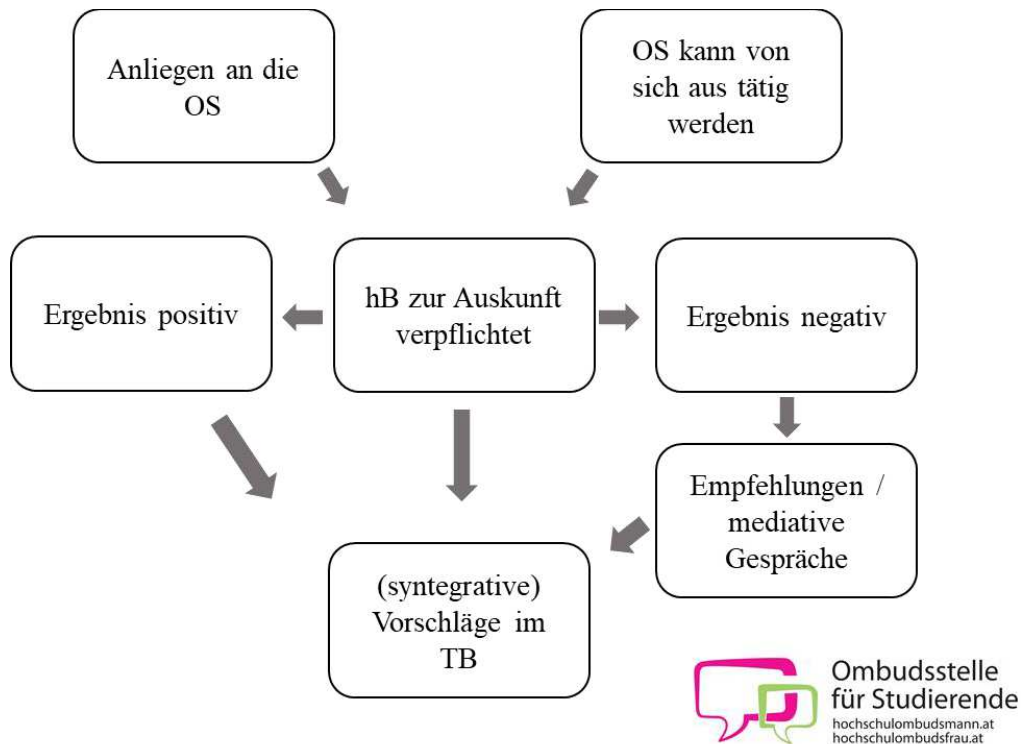 Anliegen an die
OS
OS kann von
sich aus tätig
werden
Ergebnis positiv
hB zur Auskunft
verpflichtet
Ergebnis negativ
Empfehlungen /
mediative
Gespräche
(syntegrative)
Vorschläge im
TB
Ombudsstelle
für Studierende
hochschulombudsmann.at
hochschulombudsfrau.at